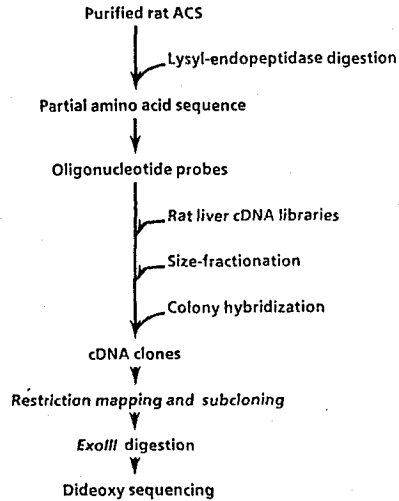 Purified rat ACS
Lysyl-endopeptidase digestion
Partial amino acid sequence
Oligonucleotide probes
Rat liver cDNA libraries
Size-fractionation
Colony hybridization
cDNA clones
Restriction mapping and subcloning
ExoIII digestion
Dideoxy sequencing